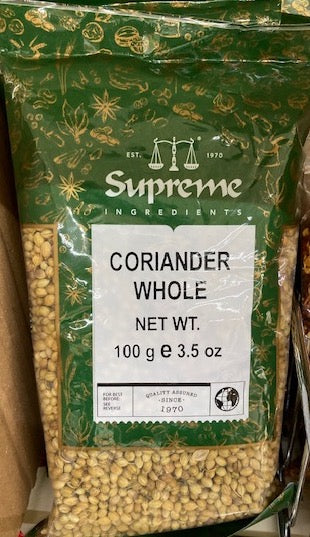 EST. 1970
Supreme
INGREDIENTS
CORIANDER
WHOLE
NET WT.
100 g e 3.5 oz
FOR BEST
BEFORE:
SEE
REVERSE
QUALITY ASSURED
·SINCE·
1970